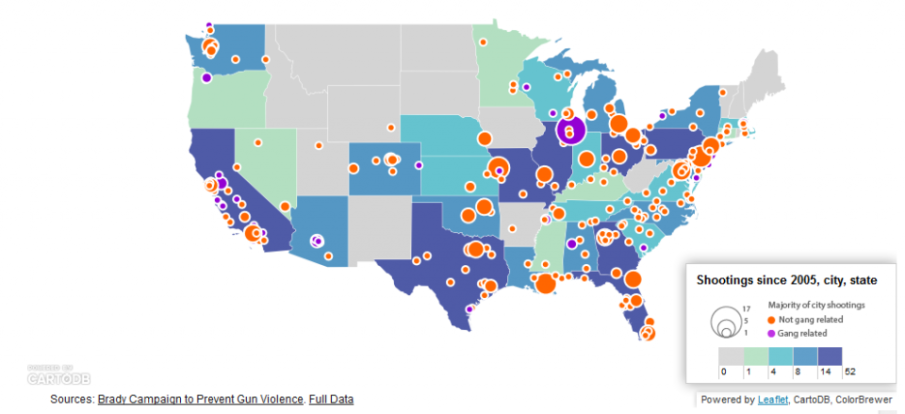 Shootings since 2005, city, state
17
5
1
Majority of city shootings
Not gang related
Gang related
0 1 4 8 14 52
POWERED BY
CARTODB
Sources: Brady Campaign to Prevent Gun Violence. Full Data
Powered by Leaflet, CartoDB, ColorBrewer